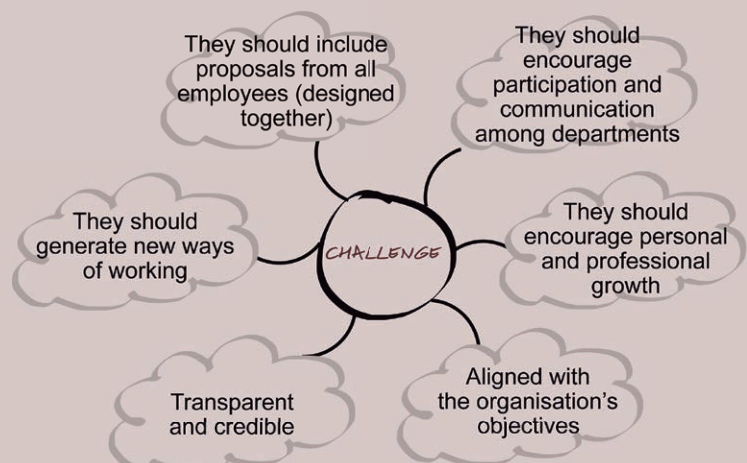 They should include
proposals from all
employees (designed
together)
They should
encourage
participation and
communication
among departments
They should
generate new ways
of working
CHALLENGE
They should
encourage personal
and professional
growth
Transparent
and credible
Aligned with
the organisation's
objectives